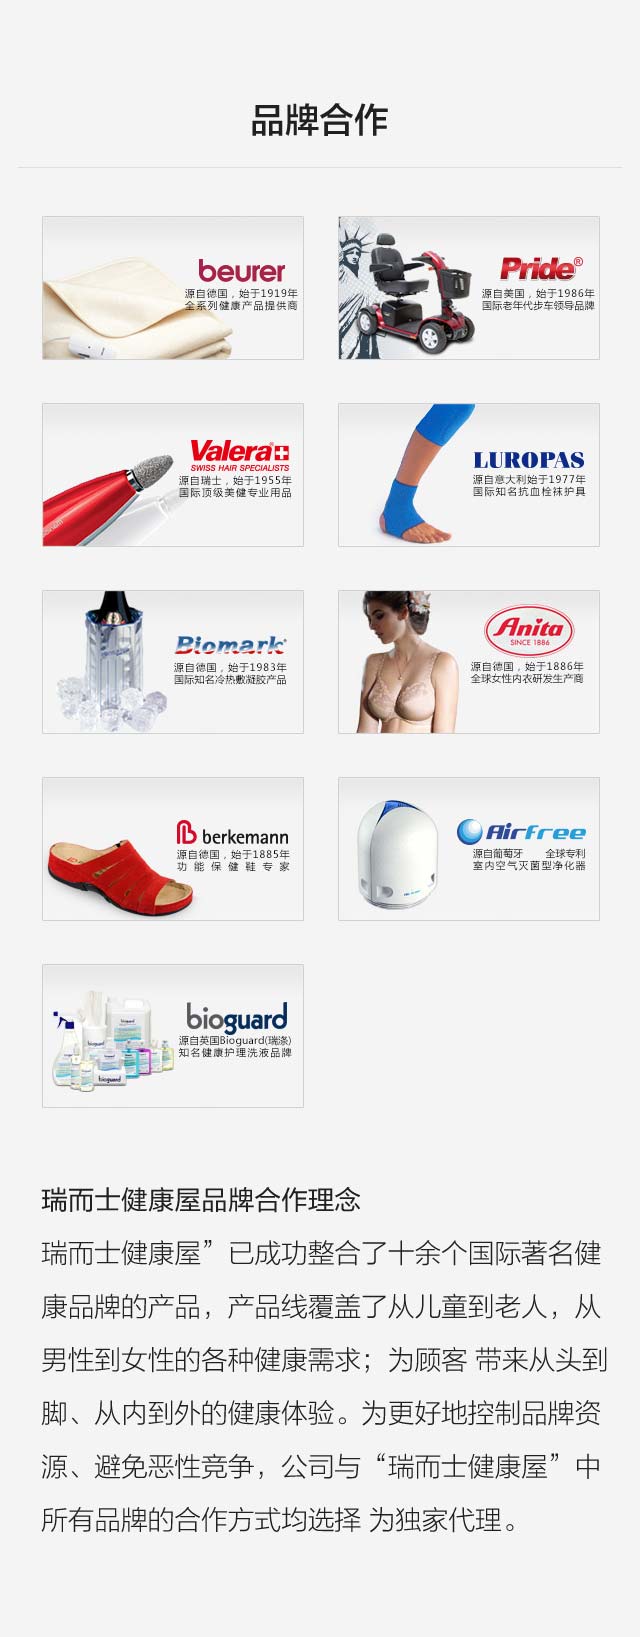 品牌合作
beurer
源自德国，始于1919年
全系列健康产品提供商
Pride®
源自美国，始于1986年
国际老年代步车领导品牌
Valera®
SWISS HAIR SPECIALISTS
源自瑞士，始于1955年
国际顶级美健专业用品
LUROPAS
源自意大利始于1977年
国际知名抗血栓袜护具
Biomark®
源自德国，始于1983年
国际知名冷热敷凝胶产品
Anita
SINCE 1886
源自德国，始于1886年
全球女性内衣研发生产商
berkemann
源自德国，始于1885年
功能保健鞋专家
Airfree
源自葡萄牙 全球专利
室内空气灭菌型净化器
bioguard
源自英国Bioguard(瑞涤)
知名健康护理洗液品牌
bioguard
瑞而士健康屋品牌合作理念
瑞而士健康屋”已成功整合了十余个国际著名健
康品牌的产品，产品线覆盖了从儿童到老人，从
男性到女性的各种健康需求；为顾客 带来从头到
脚、从内到外的健康体验。为更好地控制品牌资
源、避免恶性竞争，公司与“瑞而士健康屋”中
所有品牌的合作方式均选择 为独家代理。